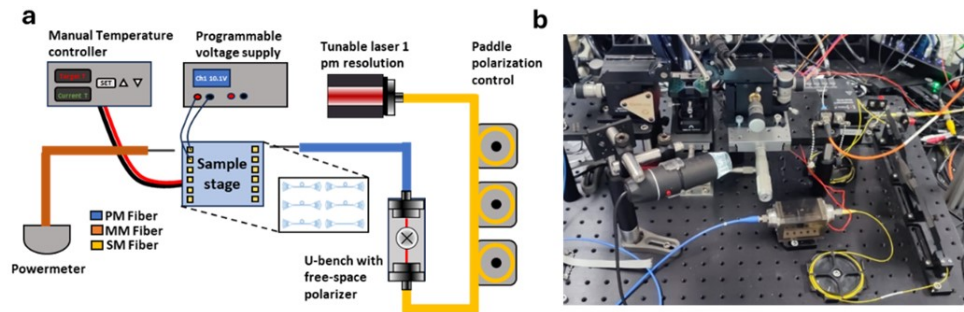 a
b
Manual Temperature
controller
Programmable
voltage supply
Tunable laser 1
pm resolution
Paddle
polarization
control
Target T
Current T
SET
Ch1 10.1V
Sample
stage
PM Fiber
MM Fiber
SM Fiber
Powermeter
U-bench with
free-space
polarizer